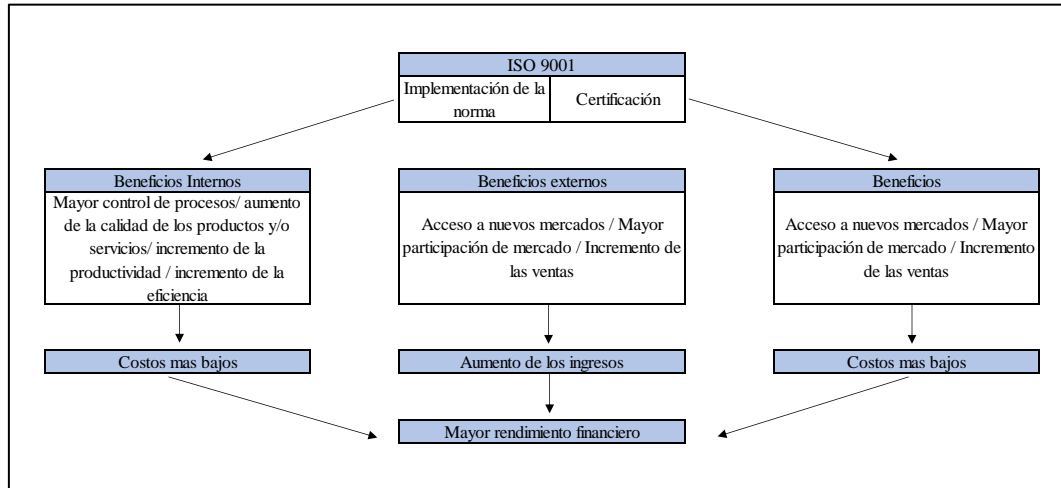 ISO 9001
Implementación de la
norma
Certificación
Beneficios Internos
Mayor control de procesos/ aumento
de la calidad de los productos y/o
servicios/ incremento de la
productividad / incremento de la
eficiencia
Beneficios externos
Acceso a nuevos mercados / Mayor
participación de mercado / Incremento de
las ventas
Beneficios
Acceso a nuevos mercados / Mayor
participación de mercado / Incremento
de las ventas
Costos mas bajos
Aumento de los ingresos
Costos mas bajos
Mayor rendimiento financiero